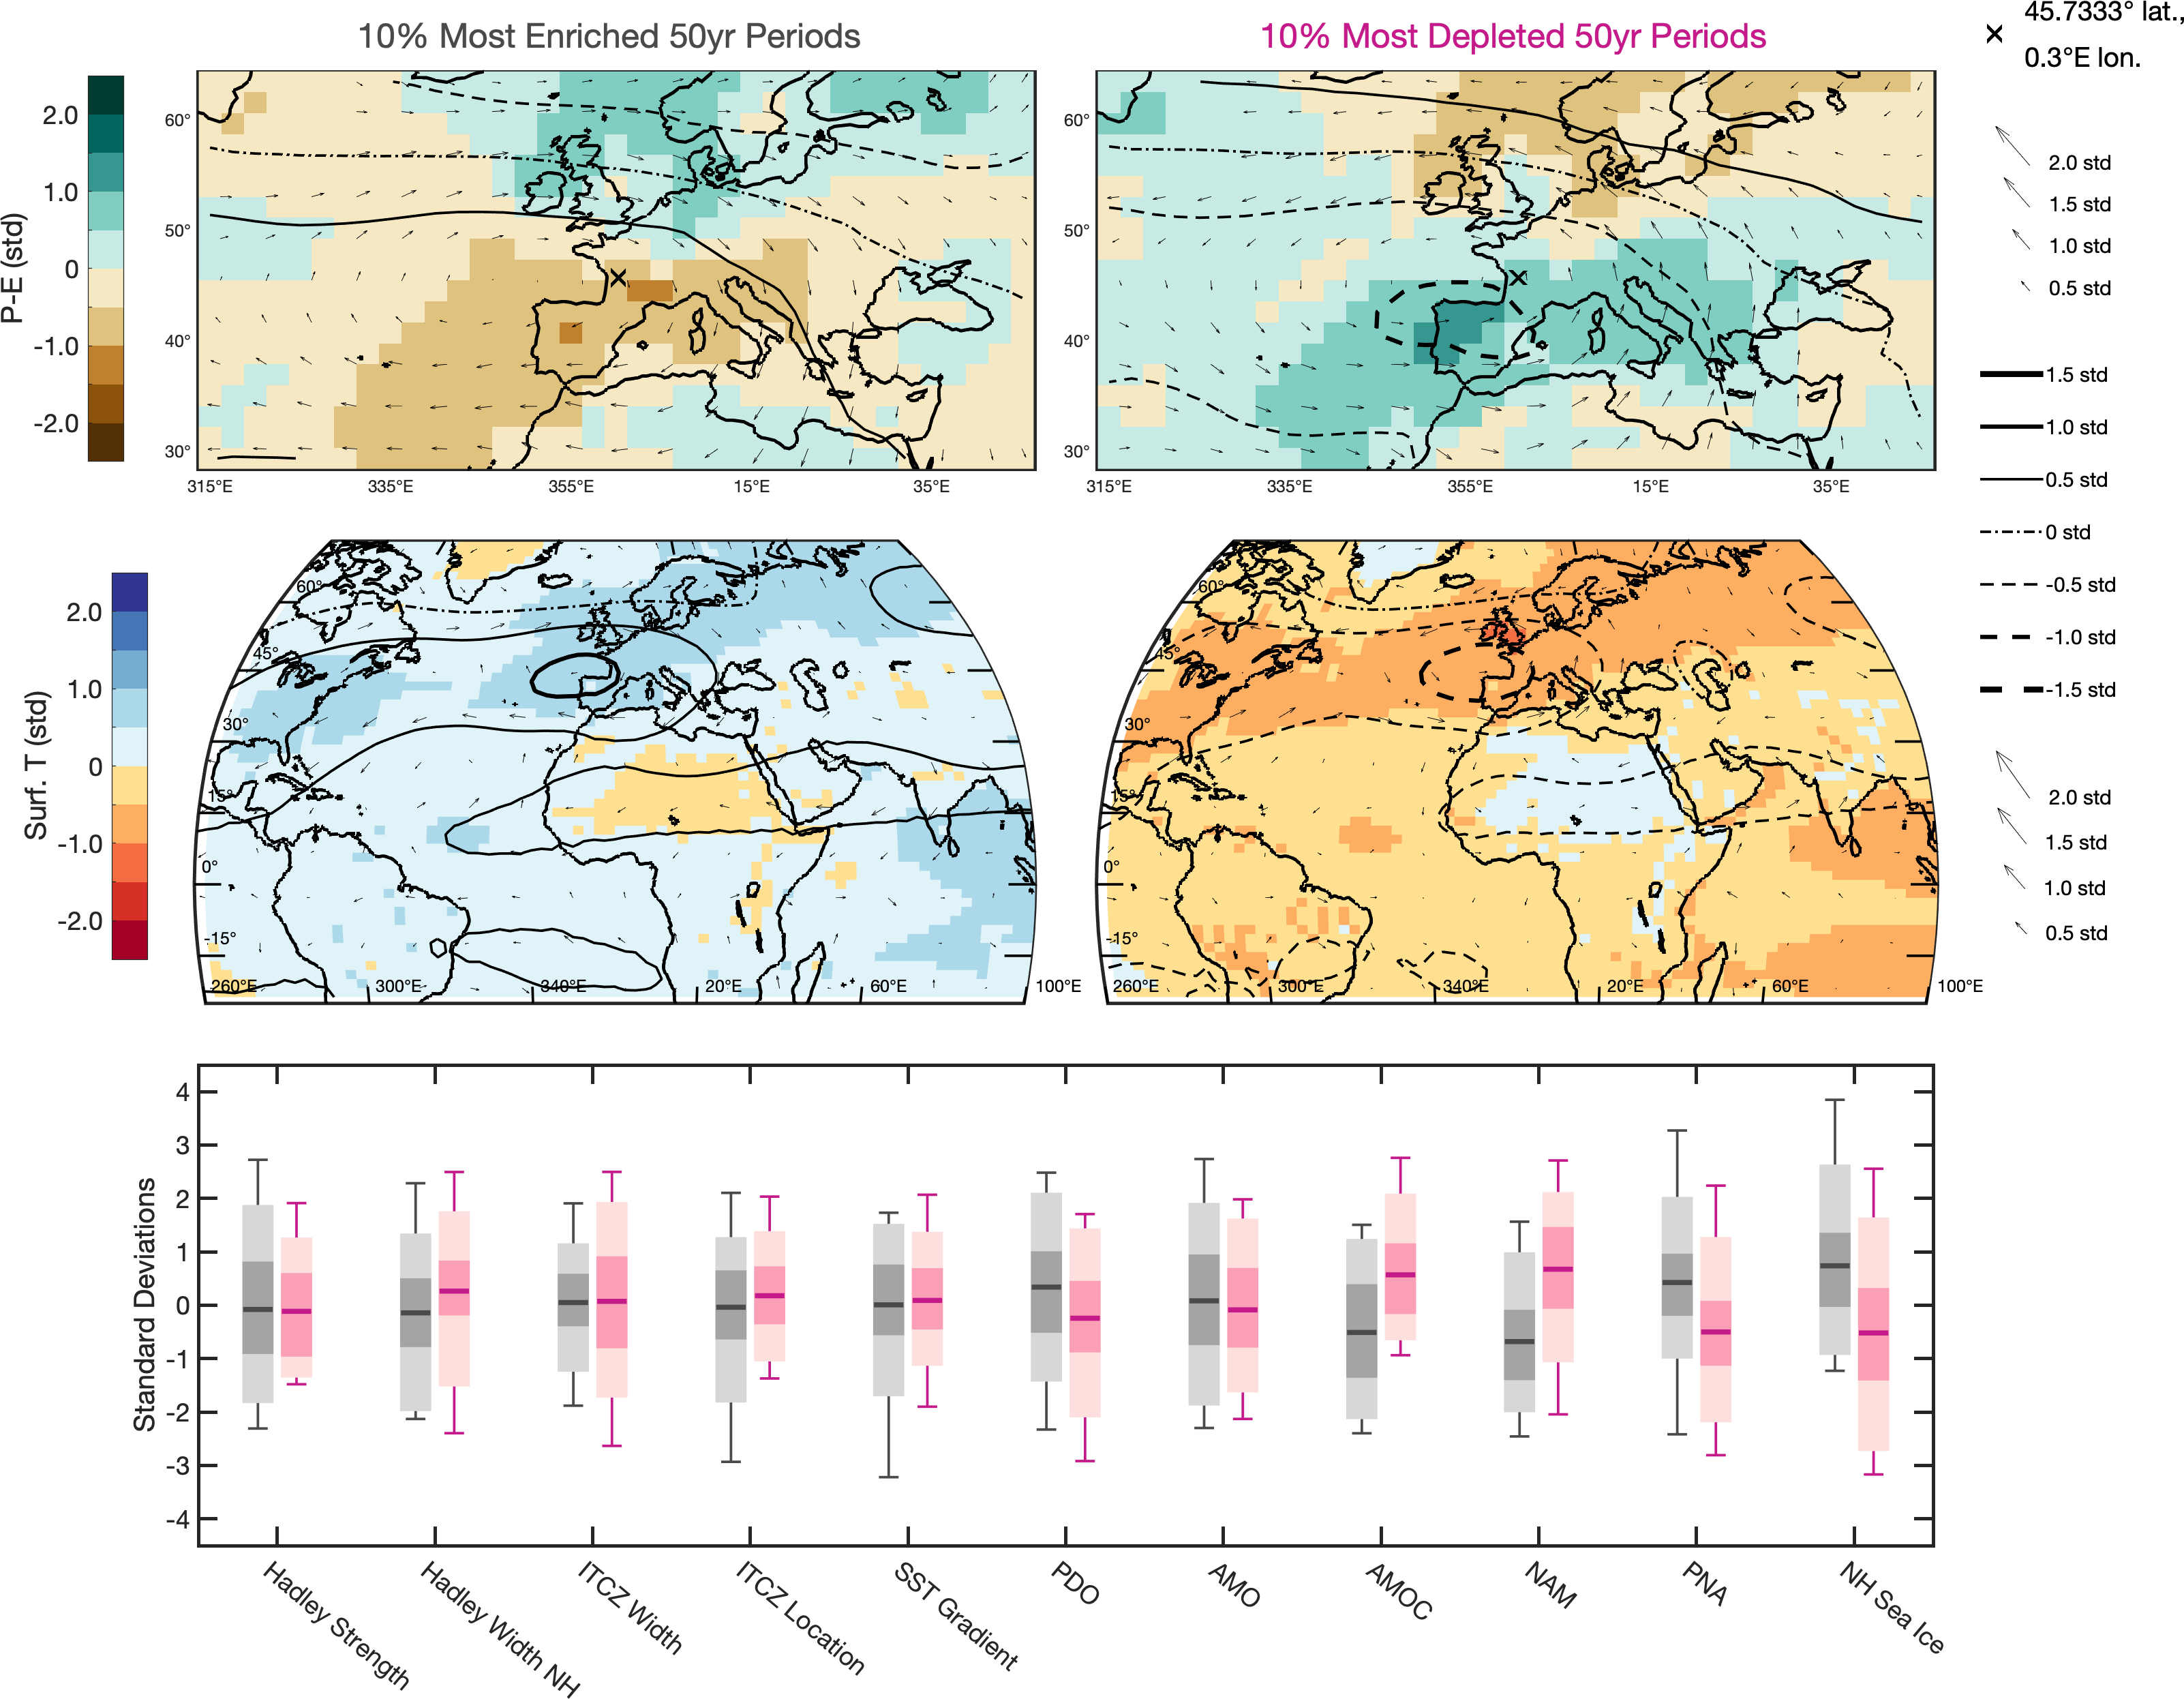 10% Most Enriched 50yr Periods
10% Most Depleted 50yr Periods
45.7333° lat.,
0.3°E lon.
P-E (std)
2.0
1.0
0
-1.0
-2.0
60°
50°
40°
30°
315°E
335°E
355°E
15°E
35°E
60°
50°
40°
30°
315°E
335°E
355°E
15°E
35°E
2.0 std
1.5 std
1.0 std
0.5 std
1.5 std
1.0 std
0.5 std
0 std
-0.5 std
-1.0 std
-1.5 std
Surf. T (std)
2.0
1.0
0
-1.0
-2.0
60°
45°
30°
15°
0°
-15°
260°E
300°E
340°E
20°E
60°E
100°E
60°
45°
30°
15°
0°
-15°
260°E
300°E
340°E
20°E
60°E
100°E
2.0 std
1.5 std
1.0 std
0.5 std
Standard Deviations
4
3
2
1
0
-1
-2
-3
-4
Hadley Strength
Hadley Width NH
ITCZ Width
ITCZ Location
SST Gradient
PDO
AMO
AMOC
NAM
PNA
NH Sea Ice